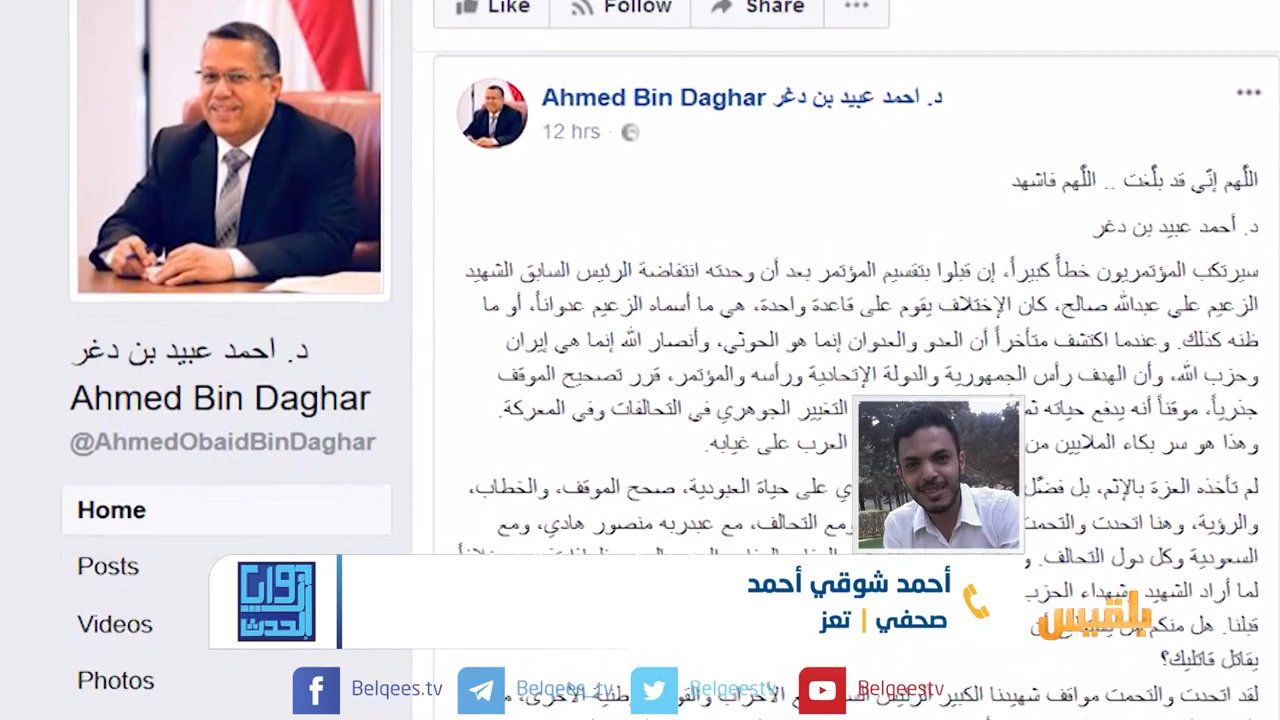 Like
Follow
Share
Ahmed Bin Daghar د. احمد عبيد بن دغر
12 hrs ·
اللَّهم إنّي قد بلَّغت .. اللَّهم فاشهد
د. أحمد عبيد بن دغر
سيرتكب المؤتمريون خطأً كبيراً، إن قبلوا بتقسيم المؤتمر بعد أن وحدته انتفاضة الرئيس السابق الشهيد
الزعيم علي عبدالله صالح، كان الإختلاف يقوم على قاعدة واحدة، هي ما أسماه الزعيم عدواناً، أو ما
ظنه كذلك. وعندما اكتشف متأخراً أن العدو والعدوان إنما هو الحوثي، وأنصار الله إنما هي إيران
وحزب الله، وأن الهدف رأس الجمهورية والدولة الإتحادية ورأسه والمؤتمر، قرر تصحيح الموقف
جذرياً، موقناً أنه يدفع حياته التغيير الجوهري في التحالفات وفي المعركة.
وهذا هو سر بكاء الملايين من العرب على غيابه.
لم تأخذه العزة بالإثم، بل فضّل على حياة العبودية، صحح الموقف، والخطاب،
والرؤية، وهنا اتحدت والتحمت ومع التحالف، مع عبدربه منصور هادي، ومع
السعودية وكل دول التحالف.
لما أراد الشهيد وشهداء الحزب
قبلنا. هل منكم
يقاتل قاتليك؟
لقد اتحدت والتحمت مواقف شهيدنا الكبير الرئيس
د. احمد عبيد بن دغر
Ahmed Bin Daghar
@AhmedObaidBinDaghar
Home
Posts
Videos
Photos
أبواب الحدث
أحمد شوقي أحمد
صحفي | تعز
بلقيس
Belqees.tv
Belqees.tv
Belqeestv
Belqeestv